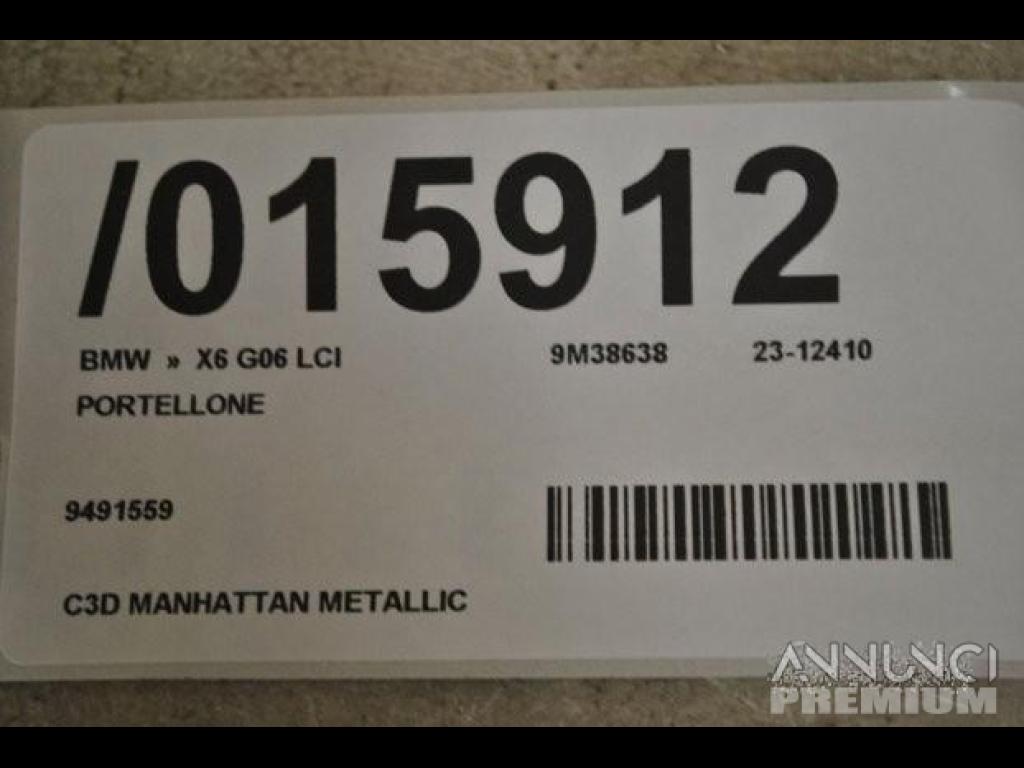 /015912
BMW » X6 G06 LCI 9M38638 23-12410
PORTELLONE
9491559
C3D MANHATTAN METALLIC
ANNUNCI
PREMIUM